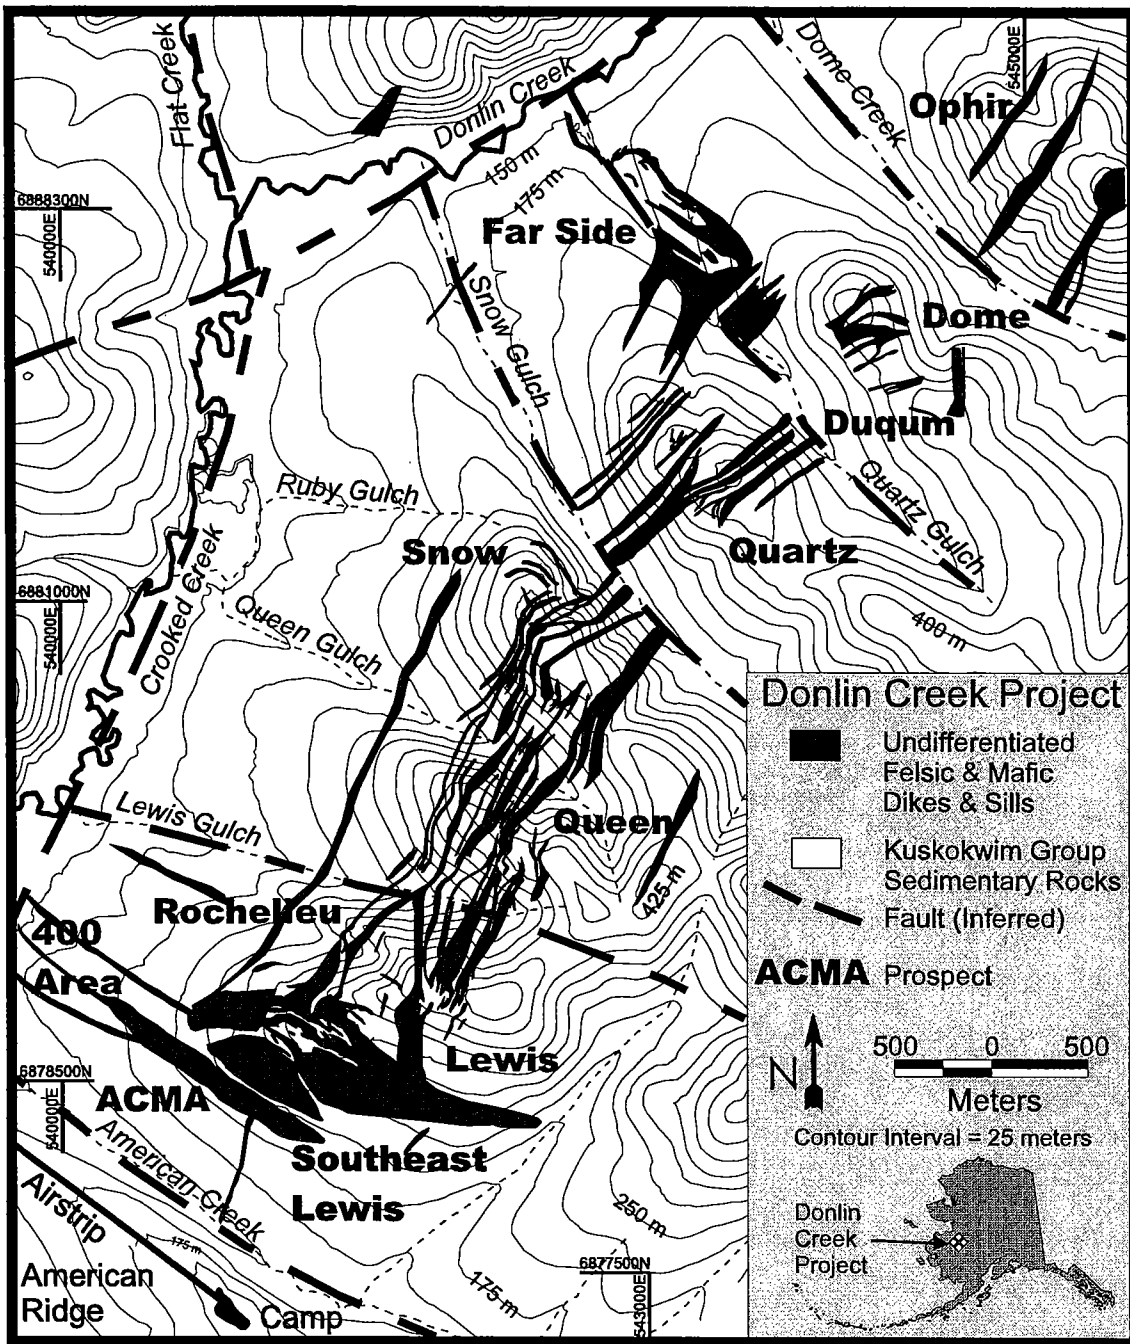 Flat Creek
Donlin Creek
Dome Creek
545000E
Ophir
150 m
175 m
6888300N
540000E
Far Side
Snow Gulch
Dome
Duqum
Quartz Gulch
Ruby Gulch
Snow
Quartz
Crooked Creek
6881000N
540000E
Queen Gulch
400 m
Lewis Gulch
Queen
425 m
Rochelieu
400
Area
Lewis
6878500N
540000E
ACMA
American Creek
Southeast
Lewis
Airstrip
175 m
250 m
175 m
6877500N
543000E
American
Ridge
Camp
Donlin Creek Project
Undifferentiated
Felsic & Mafic
Dikes & Sills
Kuskokwim Group
Sedimentary Rocks
Fault (Inferred)
ACMA Prospect
N
500 0 500
Meters
Contour Interval = 25 meters
Donlin
Creek
Project